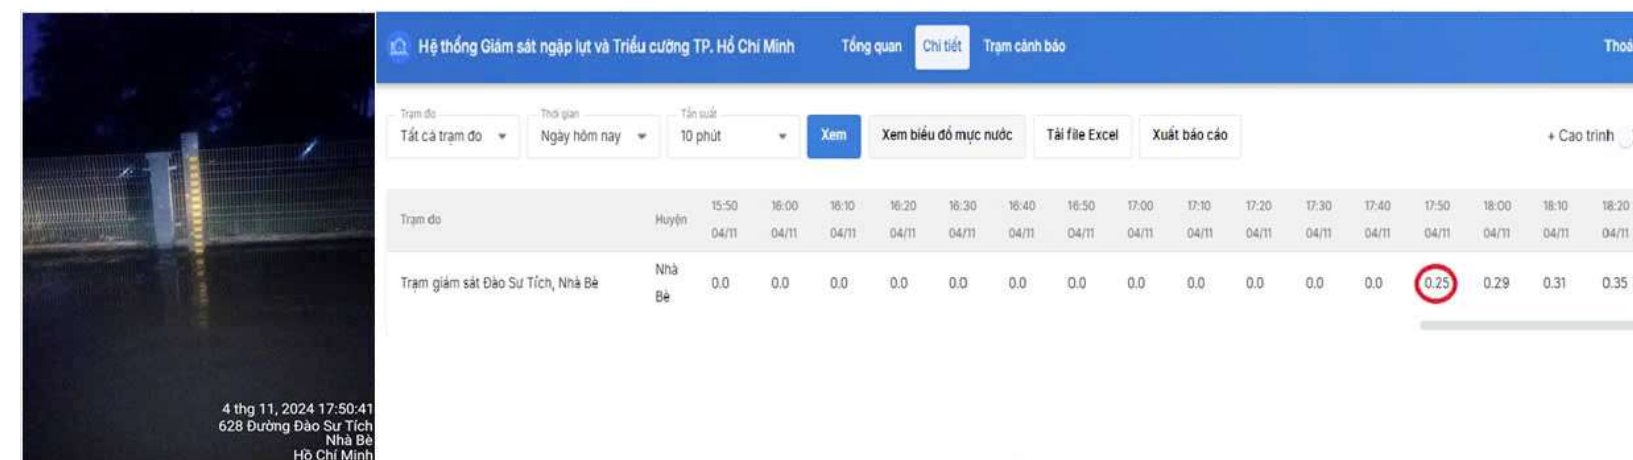 4 thg 11, 2024 17:50:41
628 Đường Đào Sư Tích
Nhà Bè
Hồ Chí Minh
Hệ thống Giám sát ngập lụt và Triều cường TP. Hồ Chí Minh Tổng quan Chi tiết Trạm cảnh báo Thoá
Trạm đo Thời gian Tần suất
Tất cả trạm đo Ngày hôm nay 10 phút Xem Xem biểu đồ mực nước Tải file Excel Xuất báo cáo + Cao trình
15:50 16:00 16:10 16:20 16:30 16:40 16:50 17:00 17:10 17:20 17:30 17:40 17:50 18:00 18:10 18:20
Trạm đo Huyện
04/11 04/11 04/11 04/11 04/11 04/11 04/11 04/11 04/11 04/11 04/11 04/11 04/11 04/11 04/11 04/11
Trạm giám sát Đào Sư Tích, Nhà Bè Nhà Bè 0.0 0.0 0.0 0.0 0.0 0.0 0.0 0.0 0.0 0.0 0.0 0.0 0.25 0.29 0.31 0.35